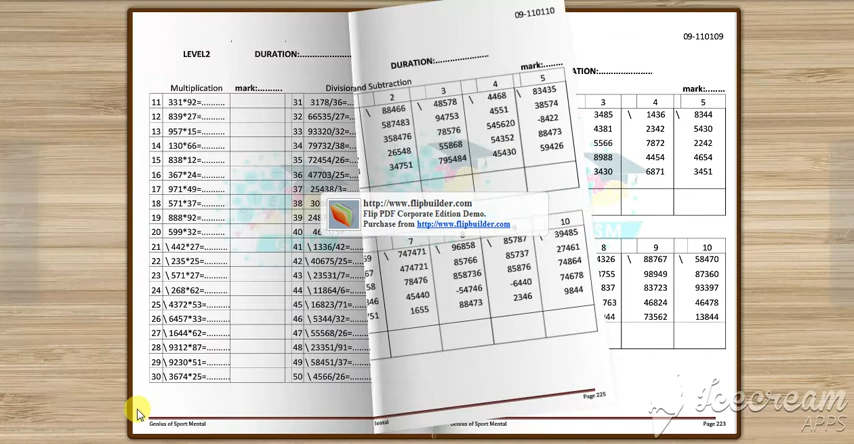 LEVEL2 DURATION:
Multiplication mark:......... Division
11 331*92=.......... 31 3178/36=...
12 839*27=.......... 32 66535/27=
13 957*15=.......... 33 93320/32=
14 130*66=.......... 34 79732/38=
15 838*12=.......... 35 72454/26=
16 367*24=.......... 36 47703/25=
17 971*49=.......... 37 25438/3=
18 571*37=.......... 38
19 888*92=.......... 39
20 599*32=.......... 40
21 \ 442*27=.......... 41 \ 1336/42=
22 \ 235*25=.......... 42 \ 40675/25=
23 \ 571*27=.......... 43 \ 23531/7=
24 \ 268*62=.......... 44 \ 11864/6=
25 \ 4372*53=.......... 45 \ 16823/71=
26 \ 6457*33=.......... 46 \ 5344/32=
27 \ 1644*62=.......... 47 \ 55568/26=
28 \ 9312*87=.......... 48 \ 23351/91=
29 \ 9230*51=.......... 49 \ 58451/37=
30 \ 3674*25=.......... 50 \ 4566/26=
Genius of Sport Mental
09-110110
DURATION:
mark:
and Subtraction
2 3 4 5
\ 88466 \ 48578 \ 4468 \ 83435
587483 94753 4551 38574
358476 78576 545620 -8422
26548 55868 54352 88473
34751 795484 45430 59426
http://www.flipbuilder.com
Flip PDF Corporate Edition Demo.
Purchase from http://www.flipbuilder.com
7 10
\ 747471 \ 96858 \ 85787 \ 39485
474721 85766 85737 27461
78476 858736 85876 74864
45440 -54746 -6440 74678
1655 88473 2346 9844
Page 225
09-110109
3 4 5
3485 \ 1436 \ 8344
4381 2342 5430
5566 7872 2242
8988 4454 4654
3430 6871 3451
8 9 10
4326 \ 88767 \ 58470
98949 87360
837 83723 93397
763 46824 46478
944 73562 13844
Genius of Sport Mental Page 223
Icecream
APPS